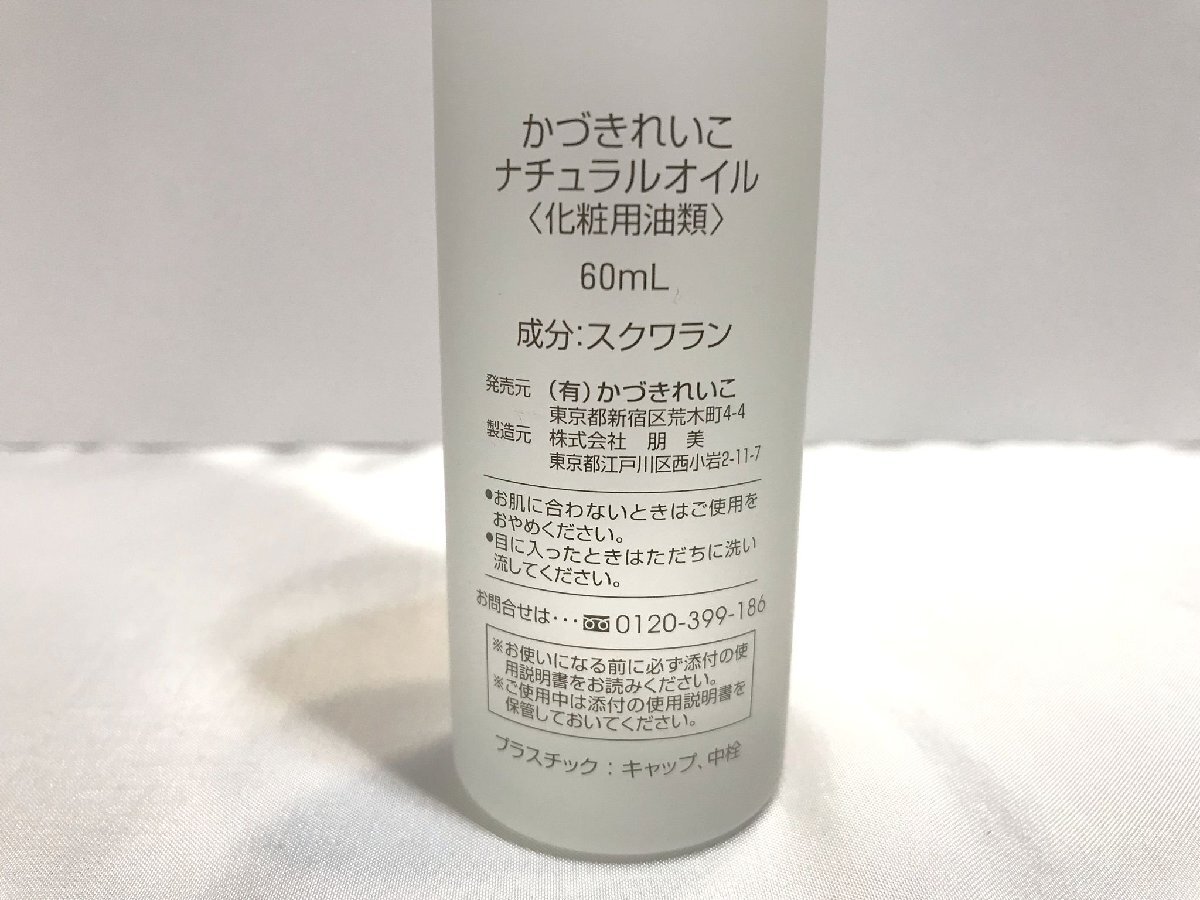 かづきれいこ
ナチュラルオイル
〈化粧用油類〉
60mL
成分:スクワラン
発売元 (有)かづきれいこ
東京都新宿区荒木町4-4
製造元 株式会社 朋 美
東京都江戸川区西小岩2-11-7
●お肌に合わないときはご使用を
おやめください。
●目に入ったときはただちに洗い
流してください。
お問合せは・・・0120-399-186
※お使いになる前に必ず添付の使
用説明書をお読みください。
※ご使用中は添付の使用説明書を
保管しておいてください。
プラスチック:キャップ、中栓